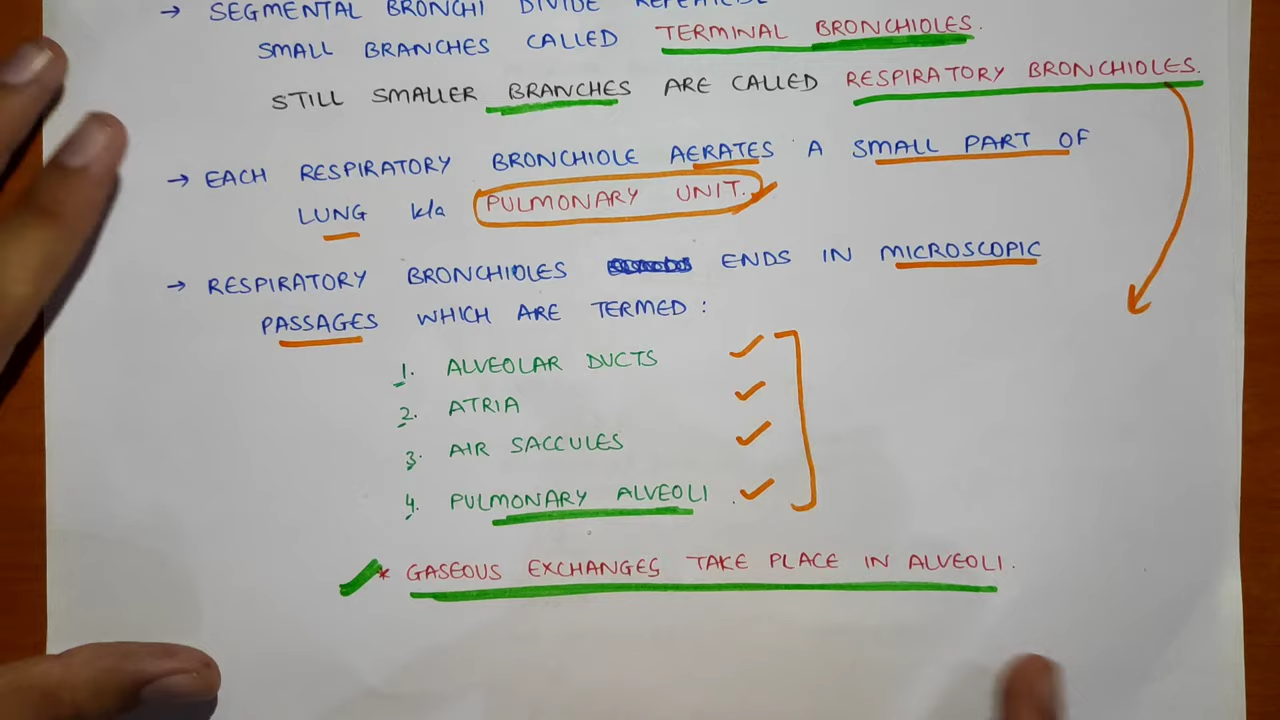 → SEGMENTAL BRONCHI DIVIDE
SMALL BRANCHES CALLED TERMINAL BRONCHIOLES.
STILL SMALLER BRANCHES ARE CALLED RESPIRATORY BRONCHIOLES.
→ EACH RESPIRATORY BRONCHIOLE AERATES A SMALL PART OF
LUNG k/a PULMONARY UNIT.
→ RESPIRATORY BRONCHIOLES ENDS IN MICROSCOPIC
PASSAGES WHICH ARE TERMED :
1. ALVEOLAR DUCTS
2. ATRIA
3. AIR SACCULES
4. PULMONARY ALVEOLI.
* GASEOUS EXCHANGES TAKE PLACE IN ALVEOLI.